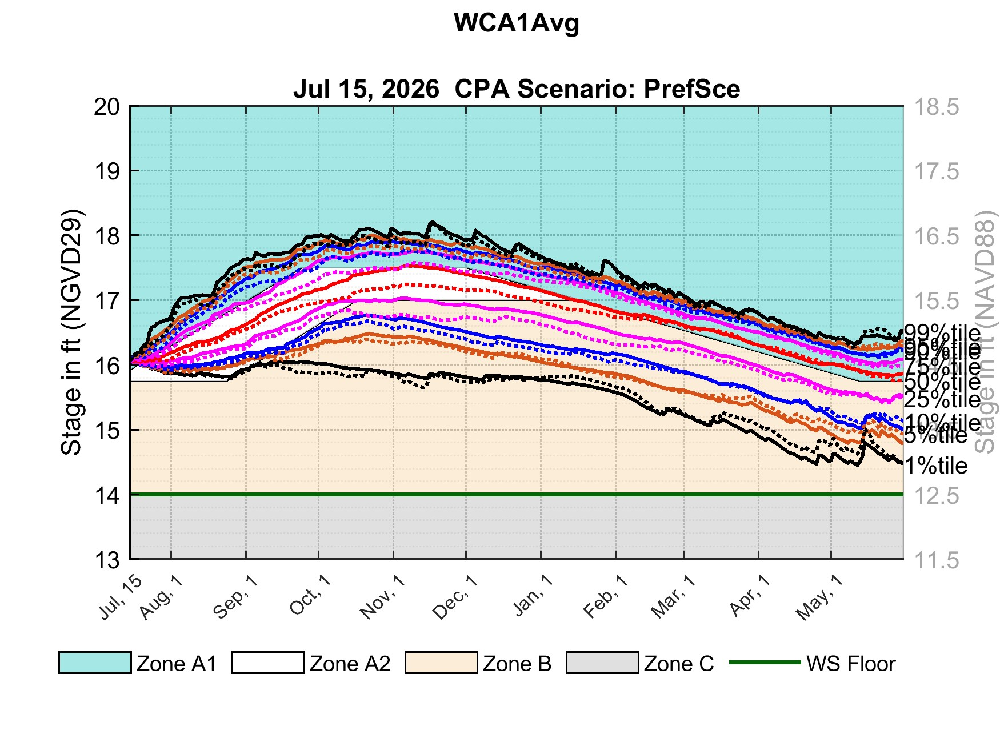 WCA1Avg
Jul 15, 2026  CPA Scenario: PrefSce
20
19
18
17
16
15
14
13
Stage in ft (NGVD29)
18.5
17.5
16.5
15.5
12.5
11.5
Stage in ft (NAVD88)
99%tile
90%tile
75%tile
50%tile
25%tile
10%tile
5%tile
1%tile
Jul, 15
Aug, 1
Sep, 1
Oct, 1
Nov, 1
Dec, 1
Jan, 1
Feb, 1
Mar, 1
Apr, 1
May, 1
Zone A1
Zone A2
Zone B
Zone C
WS Floor